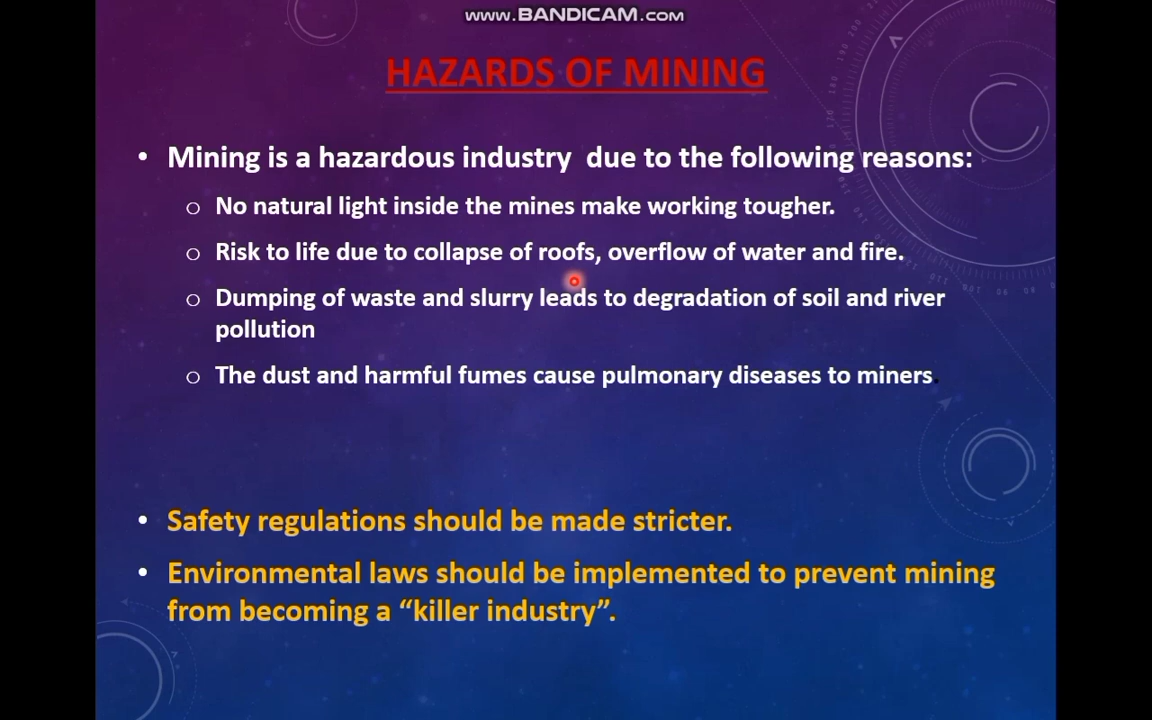 www.BANDICAM.com
HAZARDS OF MINING
• Mining is a hazardous industry  due to the following reasons:
o No natural light inside the mines make working tougher.
o Risk to life due to collapse of roofs, overflow of water and fire.
o Dumping of waste and slurry leads to degradation of soil and river
pollution
o The dust and harmful fumes cause pulmonary diseases to miners.
• Safety regulations should be made stricter.
• Environmental laws should be implemented to prevent mining
from becoming a “killer industry”.